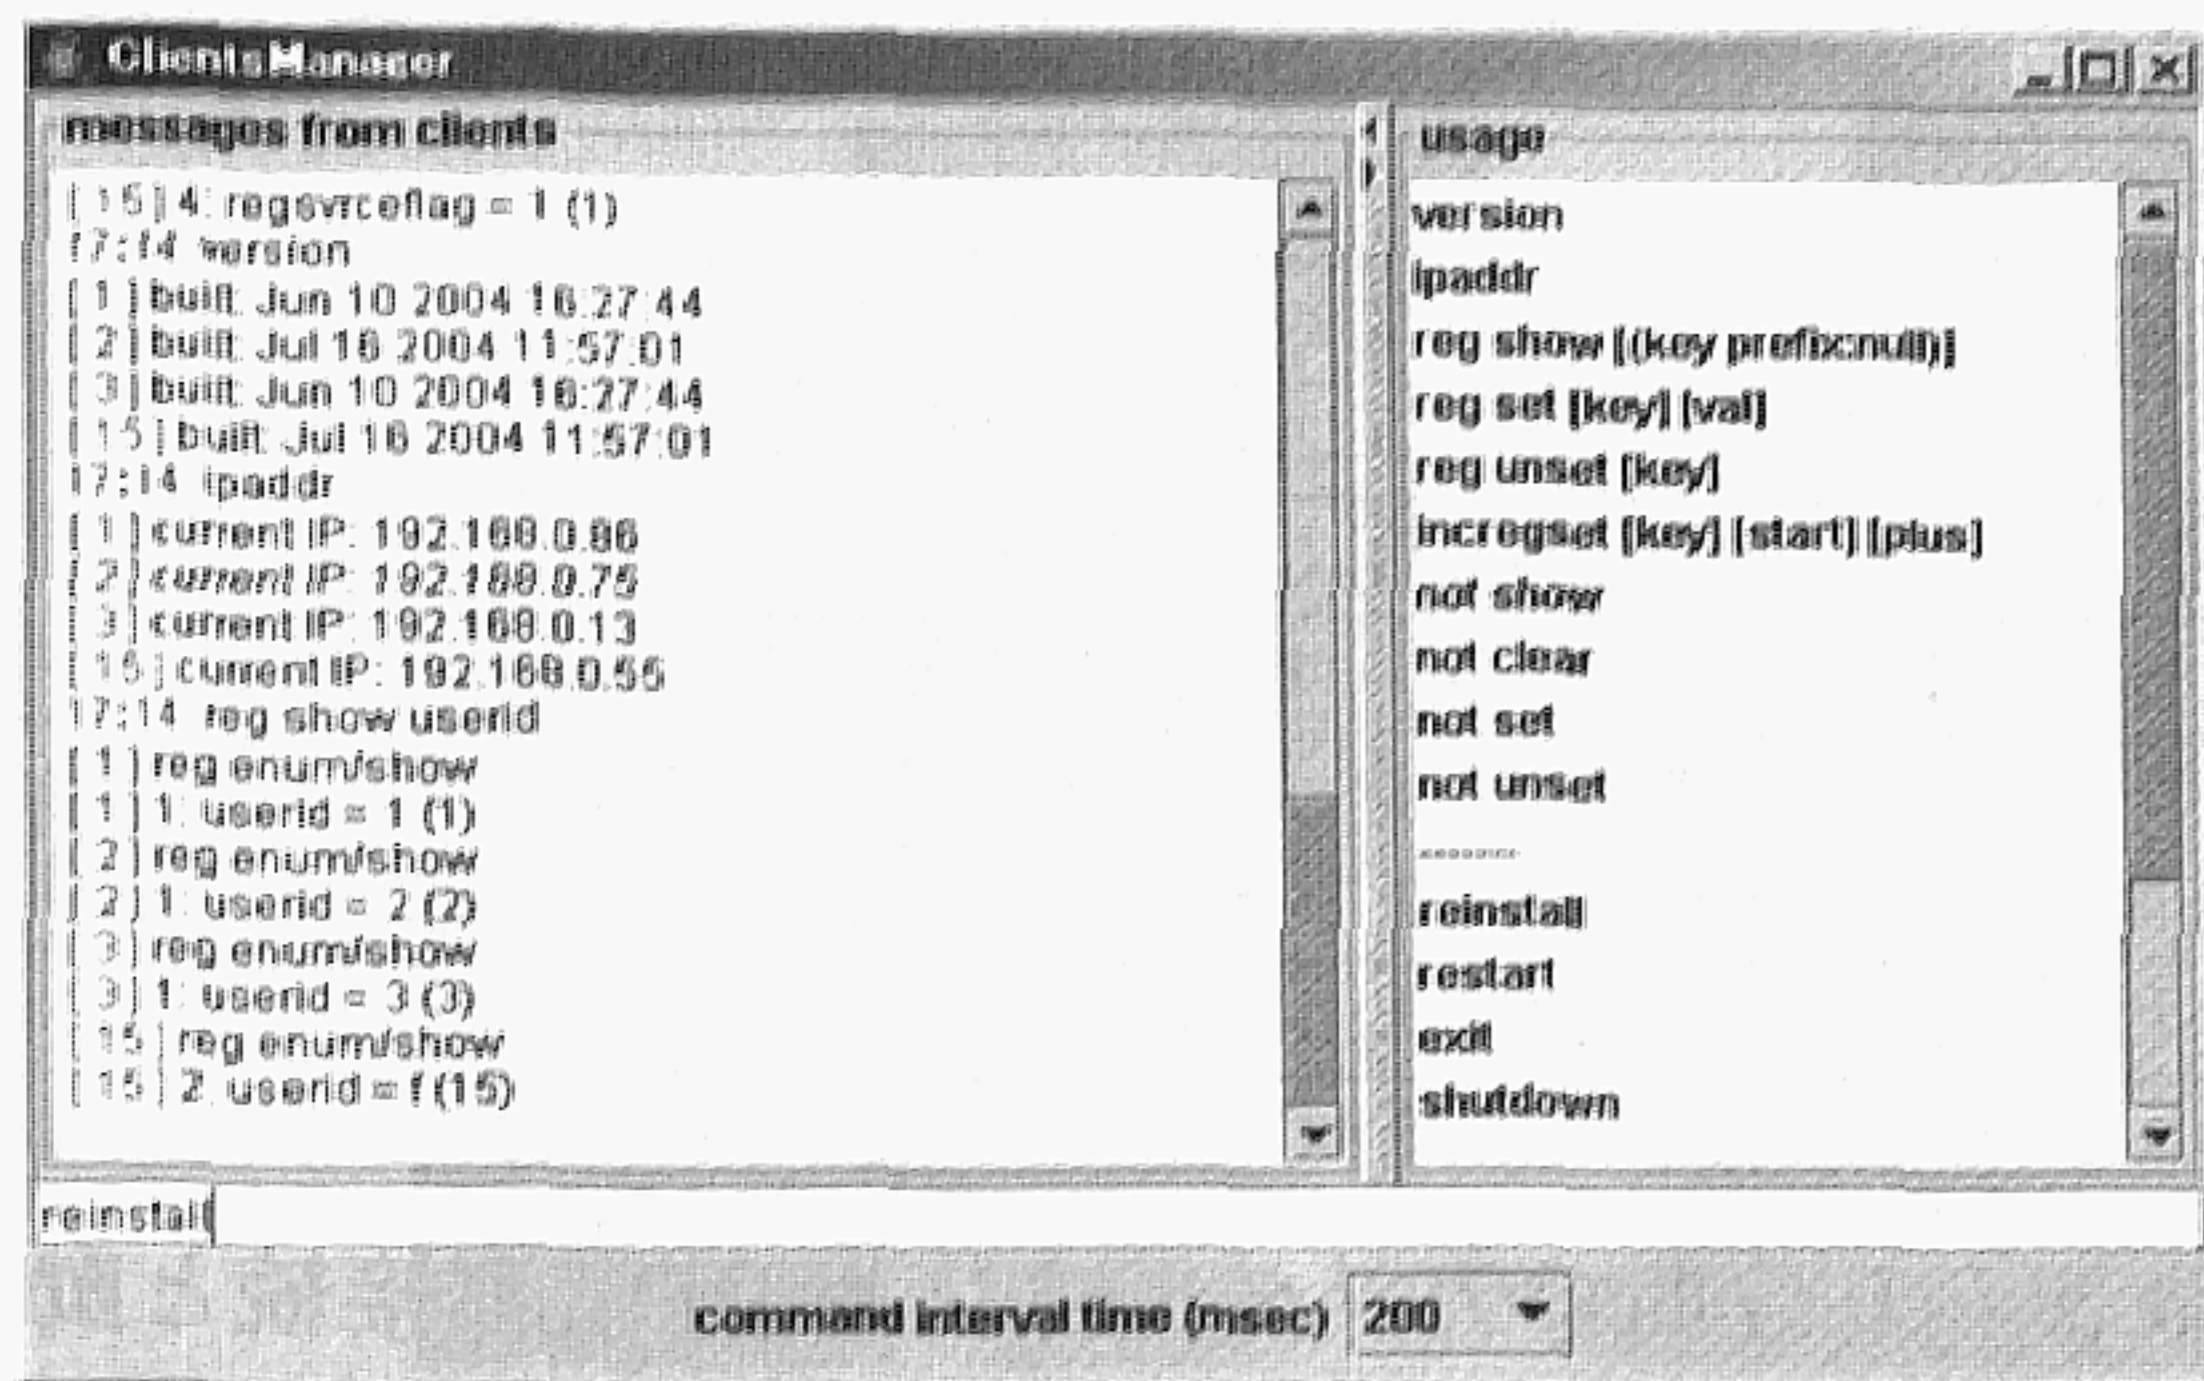 ClientsManager
messages from clients
[ 15 ] 4: regsvrceflag = 1 (1)
17:14 version
[ 1 ] built: Jun 10 2004 16:27:44
[ 2 ] built: Jul 16 2004 11:57:01
[ 3 ] built: Jun 10 2004 16:27:44
[ 15 ] built: Jul 16 2004 11:57:01
17:14 ipaddr
[ 1 ] current IP: 192.168.0.86
[ 2 ] current IP: 192.168.0.75
[ 3 ] current IP: 192.168.0.13
[ 15 ] current IP: 192.168.0.55
17:14 reg show userid
[ 1 ] reg enum/show
[ 1 ] 1: userid = 1 (1)
[ 2 ] reg enum/show
[ 2 ] 1: userid = 2 (2)
[ 3 ] reg enum/show
[ 3 ] 1: userid = 3 (3)
[ 15 ] reg enum/show
[ 15 ] 2: userid = f (15)
usage
version
ipaddr
reg show [(key prefix:null)]
reg set [key] [val]
reg unset [key]
incregset [key] [start] [plus]
not show
not clear
not set
not unset
reinstall
restart
exit
shutdown
reinstall
command interval time (msec) 200